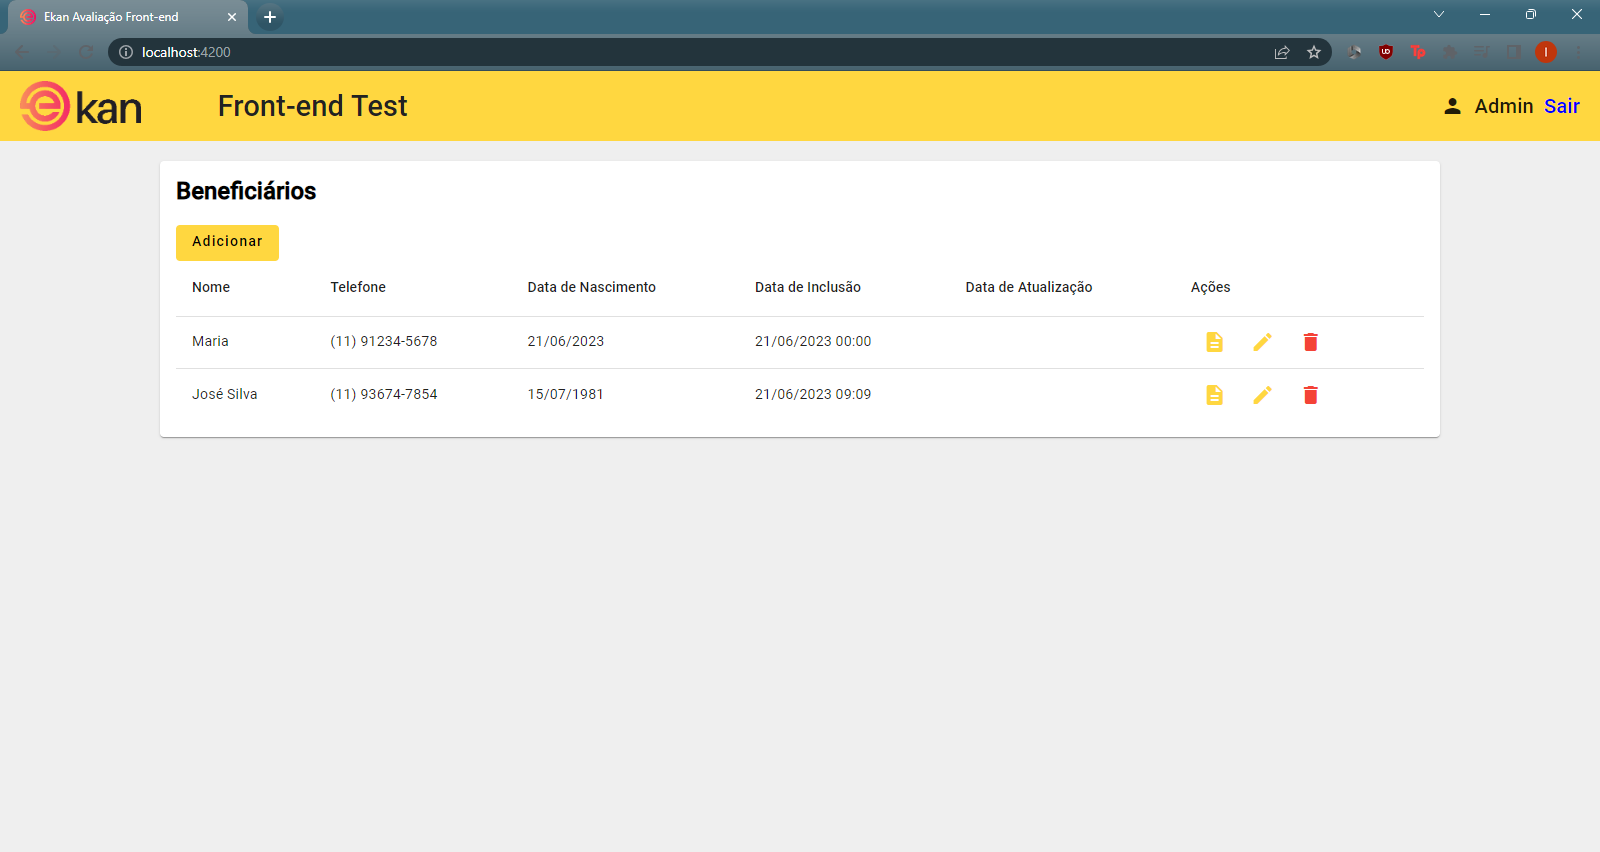 Ekan Avaliação Front-end
localhost:4200
ekan
Front-end Test
Admin Sair
Beneficiários
Adicionar
Nome Telefone Data de Nascimento Data de Inclusão Data de Atualização Ações
Maria (11) 91234-5678 21/06/2023 21/06/2023 00:00
José Silva (11) 93674-7854 15/07/1981 21/06/2023 09:09